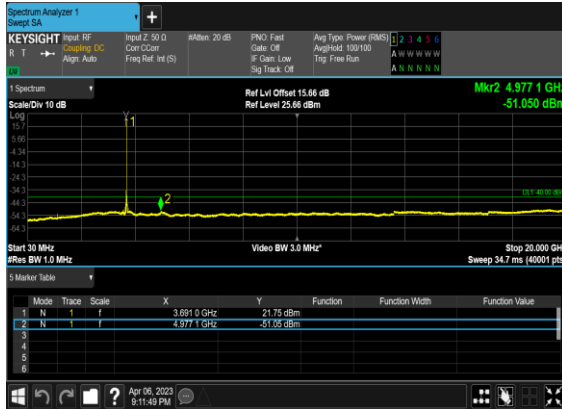 Spectrum Analyzer 1
Swept SA
+
KEYSIGHT Input: RF Input Z: 50 Ω #Atten: 20 dB PNO: Fast Avg Type: Power (RMS) 1 2 3 4 5 6
R T Coupling: DC Corr CCorr Gate: Off Avg|Hold: 100/100 A W W W W W
Align: Auto Freq Ref: Int (S) IF Gain: Low Trig: Free Run
Sig Track: Off A N N N N N
1 Spectrum Ref Lvl Offset 15.66 dB Mkr2 4.977 1 GHz
Scale/Div 10 dB Ref Level 25.66 dBm -51.050 dBm
Log
15.7
5.66
-4.34
-14.3
-24.3
-34.3
-44.3
-54.3
-64.3
1
2
DL1 -40.00 dBm
Start 30 MHz Video BW 3.0 MHz* Stop 20.000 GHz
#Res BW 1.0 MHz Sweep 34.7 ms (40001 pts)
5 Marker Table
Mode Trace Scale X Y Function Function Width Function Value
1 N 1 f 3.691 0 GHz 21.75 dBm
2 N 1 f 4.977 1 GHz -51.05 dBm
3
4
5
6
? Apr 06, 2023
9:11:49 PM